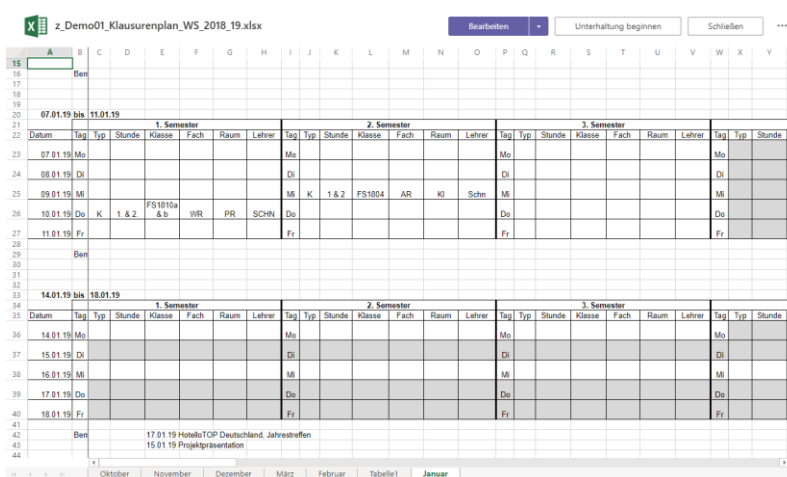 z_Demo01_Klausurenplan_WS_2018_19.xlsx Bearbeiten Unterhaltung beginnen Schließen ...
A B C D E F G H I J K L M N O P Q R S T U V W X Y
15
16 Ben
17
18
19
20 07.01.19 bis 11.01.19
21 1. Semester 2. Semester 3. Semester
22 Datum Tag Typ Stunde Klasse Fach Raum Lehrer Tag Typ Stunde Klasse Fach Raum Lehrer Tag Typ Stunde Klasse Fach Raum Lehrer Tag Typ Stunde
23 07.01.19 Mo Mo Mo Mo
24 08.01.19 Di Di Di Di
25 09.01.19 Mi Mi K 1 & 2 FS1804 AR KI Schn Mi Mi
26 10.01.19 Do K 1. & 2. FS1810a & b WR PR SCHN Do Do Do
27 11.01.19 Fr Fr Fr Fr
28
29 Ben
30
31
32
33 14.01.19 bis 18.01.19
34 1. Semester 2. Semester 3. Semester
35 Datum Tag Typ Stunde Klasse Fach Raum Lehrer Tag Typ Stunde Klasse Fach Raum Lehrer Tag Typ Stunde Klasse Fach Raum Lehrer Tag Typ Stunde
36 14.01.19 Mo Mo Mo Mo
37 15.01.19 Di Di Di Di
38 16.01.19 Mi Mi Mi Mi
39 17.01.19 Do Do Do Do
40 18.01.19 Fr Fr Fr Fr
41
42 Ben 17.01.19 HotelloTOP Deutschland, Jahrestreffen
43 15.01.19 Projektpräsentation
44
Oktober November Dezember März Februar Tabelle1 Januar